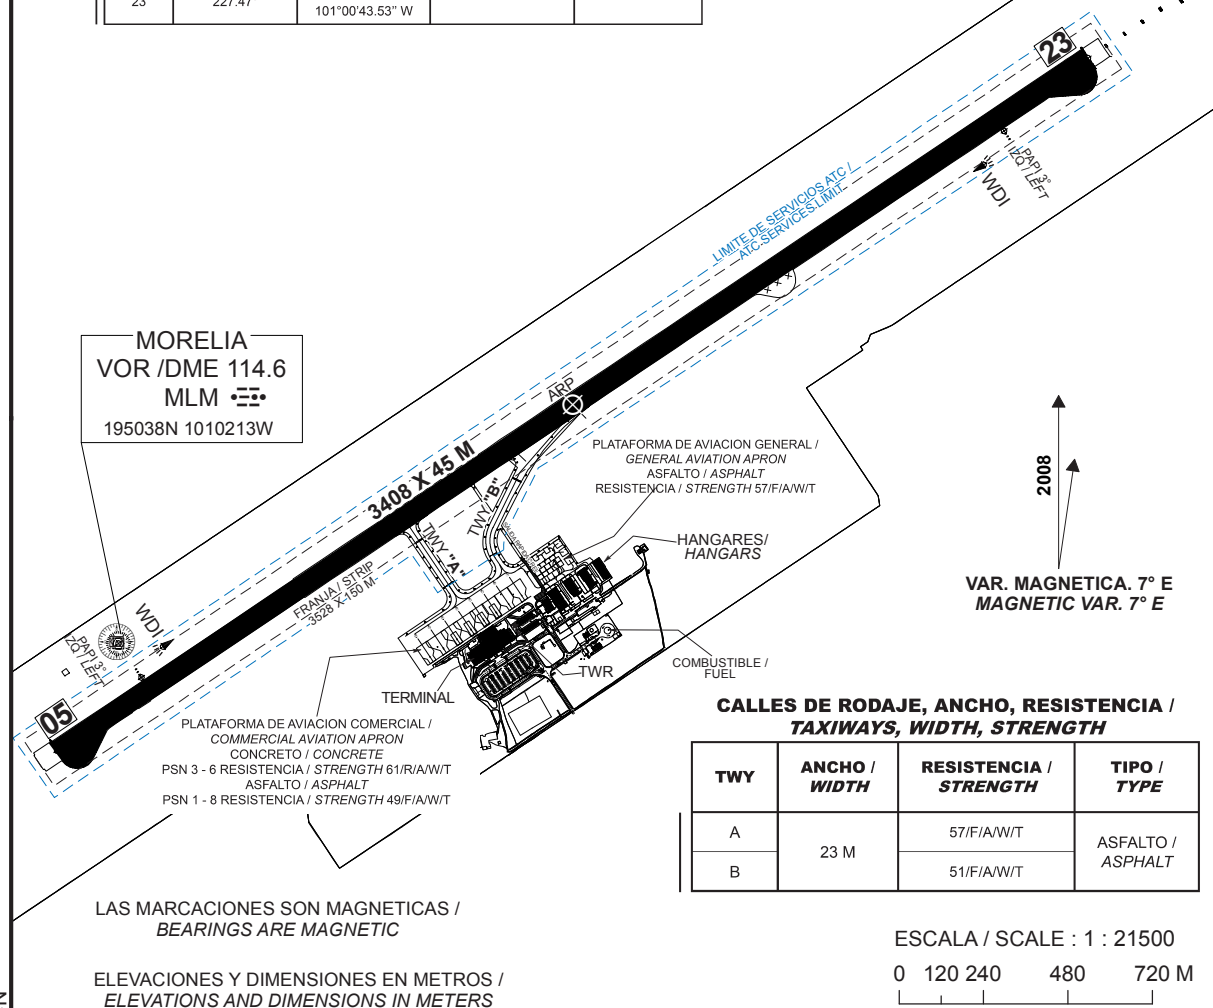 23
227.47
101°00'43.53" W
23
PAPI 3°
IZQ / LEFT
WDI
LIMITE DE SERVICIOS ATC /
ATC SERVICES LIMIT
MORELIA
VOR /DME 114.6
MLM
195038N 1010213W
ARP
3408 X 45 M
PLATAFORMA DE AVIACION GENERAL /
GENERAL AVIATION APRON
ASFALTO / ASPHALT
RESISTENCIA / STRENGTH 57/F/A/W/T
2008
TWY "B"
TWY "A"
HANGARES/
HANGARS
VAR. MAGNETICA. 7° E
MAGNETIC VAR. 7° E
FRANJA / STRIP
3528 X 150 M
WDI
PAPI 3°
IZQ / LEFT
05
TERMINAL
TWR
COMBUSTIBLE /
FUEL
PLATAFORMA DE AVIACION COMERCIAL /
COMMERCIAL AVIATION APRON
CONCRETO / CONCRETE
PSN 3 - 6 RESISTENCIA / STRENGTH 61/R/A/W/T
ASFALTO / ASPHALT
PSN 1 - 8 RESISTENCIA / STRENGTH 49/F/A/W/T
CALLES DE RODAJE, ANCHO, RESISTENCIA /
TAXIWAYS, WIDTH, STRENGTH
TWY
ANCHO /
WIDTH
RESISTENCIA /
STRENGTH
TIPO /
TYPE
A
23 M
57/F/A/W/T
ASFALTO /
ASPHALT
B
51/F/A/W/T
LAS MARCACIONES SON MAGNETICAS /
BEARINGS ARE MAGNETIC
ELEVACIONES Y DIMENSIONES EN METROS /
ELEVATIONS AND DIMENSIONS IN METERS
ESCALA / SCALE : 1 : 21500
0 120 240 480 720 M